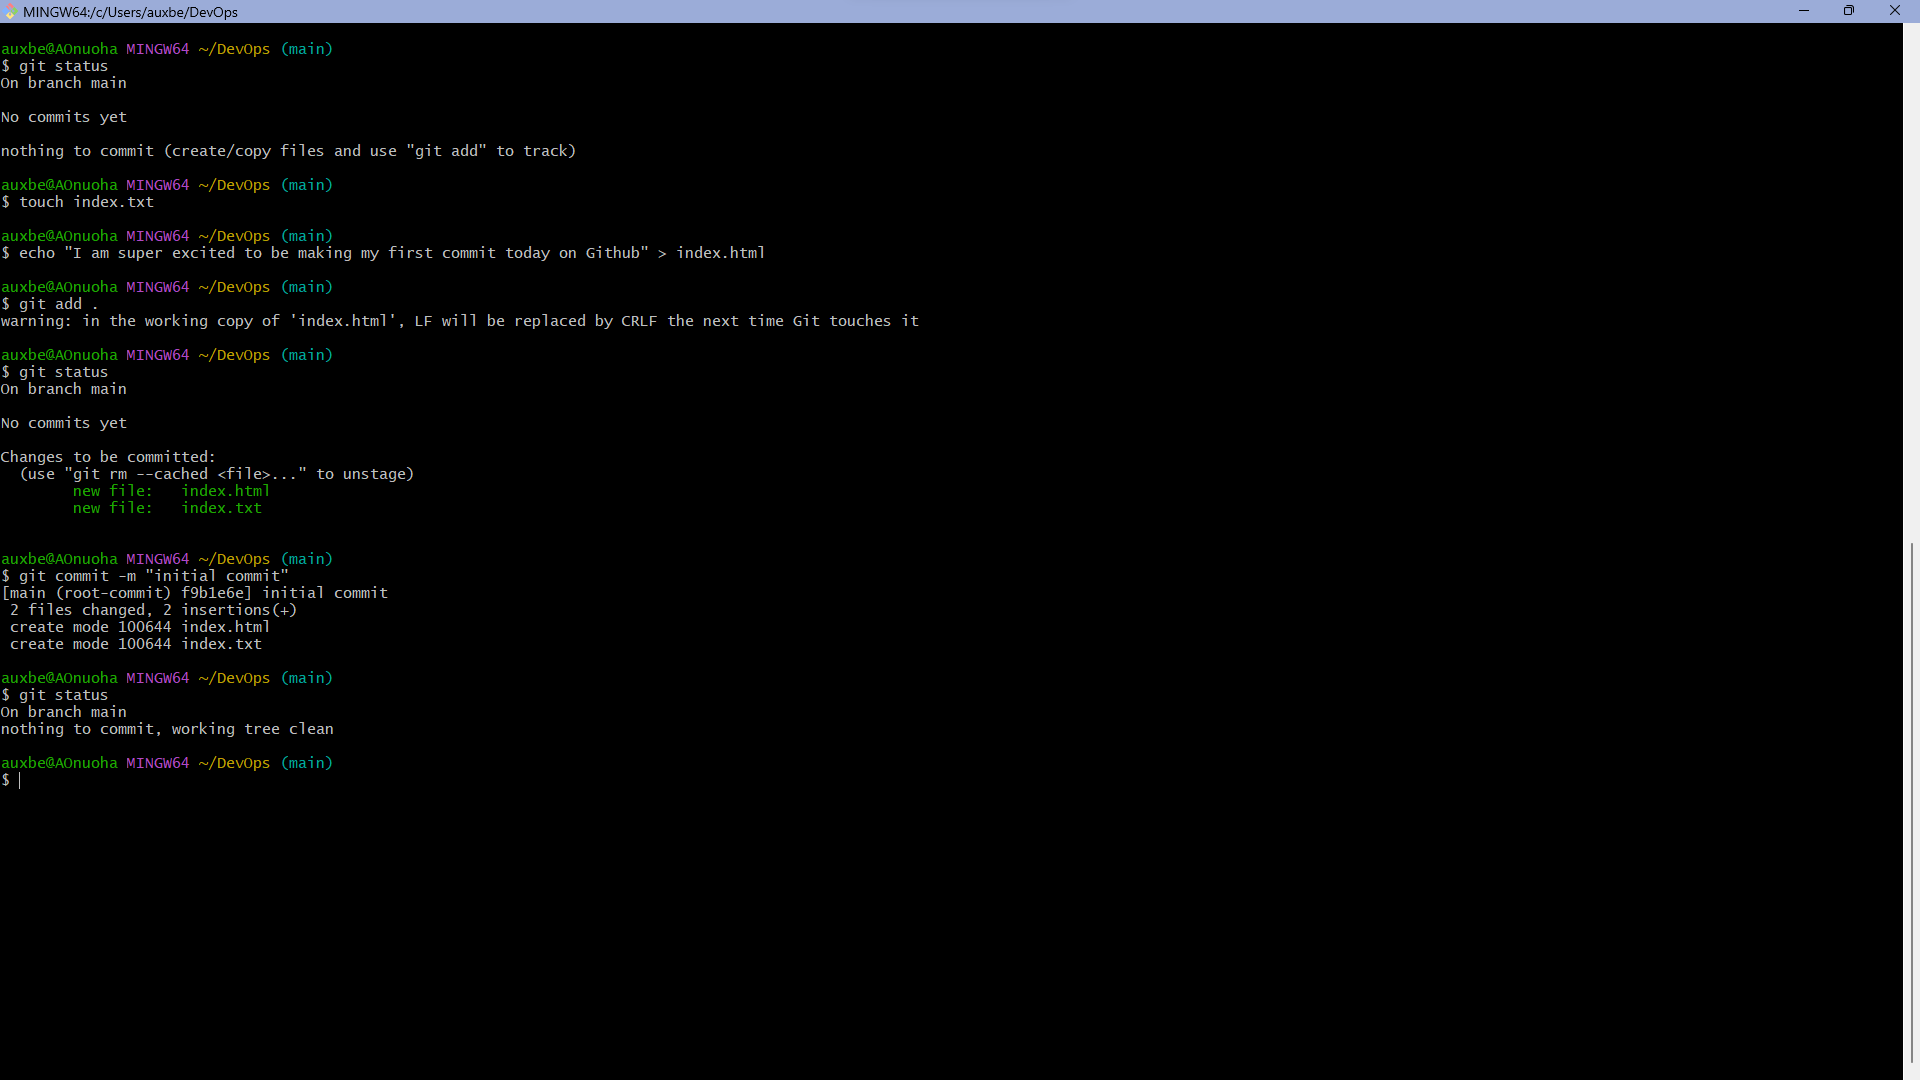 MINGW64:/c/Users/auxbe/DevOps
auxbe@AOnuoha MINGW64 ~/DevOps (main)
$ git status
On branch main
No commits yet
nothing to commit (create/copy files and use "git add" to track)
auxbe@AOnuoha MINGW64 ~/DevOps (main)
$ touch index.txt
auxbe@AOnuoha MINGW64 ~/DevOps (main)
$ echo "I am super excited to be making my first commit today on Github" > index.html
auxbe@AOnuoha MINGW64 ~/DevOps (main)
$ git add .
warning: in the working copy of 'index.html', LF will be replaced by CRLF the next time Git touches it
auxbe@AOnuoha MINGW64 ~/DevOps (main)
$ git status
On branch main
No commits yet
Changes to be committed:
  (use "git rm --cached <file>..." to unstage)
        new file:   index.html
        new file:   index.txt
auxbe@AOnuoha MINGW64 ~/DevOps (main)
$ git commit -m "initial commit"
[main (root-commit) f9b1e6e] initial commit
 2 files changed, 2 insertions(+)
 create mode 100644 index.html
 create mode 100644 index.txt
auxbe@AOnuoha MINGW64 ~/DevOps (main)
$ git status
On branch main
nothing to commit, working tree clean
auxbe@AOnuoha MINGW64 ~/DevOps (main)
$